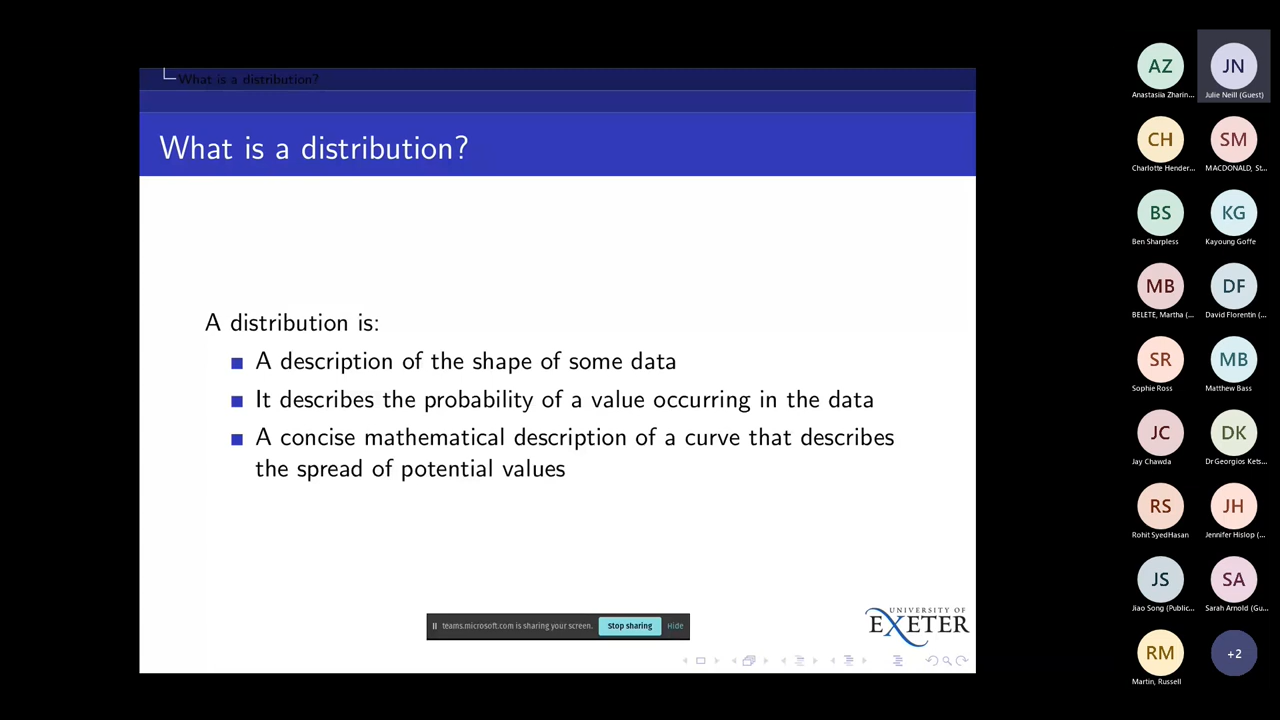 What is a distribution?
What is a distribution?
A distribution is:
A description of the shape of some data
It describes the probability of a value occurring in the data
A concise mathematical description of a curve that describes
the spread of potential values
teams.microsoft.com is sharing your screen.
Stop sharing
Hide
UNIVERSITY OF
EXETER
AZ
JN
Anastasiia Zharin...
Julie Neill (Guest)
CH
SM
Charlotte Hender...
MACDONALD, St...
BS
KG
Ben Sharpless
Kayoung Goffe
MB
DF
BELETE, Martha (...
David Florentin (...
SR
MB
Sophie Ross
Matthew Bass
JC
DK
Jay Chawda
Dr Georgios Kets...
RS
JH
Rohit SyedHasan
Jennifer Hislop (...
JS
SA
Jiao Song (Public...
Sarah Arnold (Gu...
RM
+2
Martin, Russell